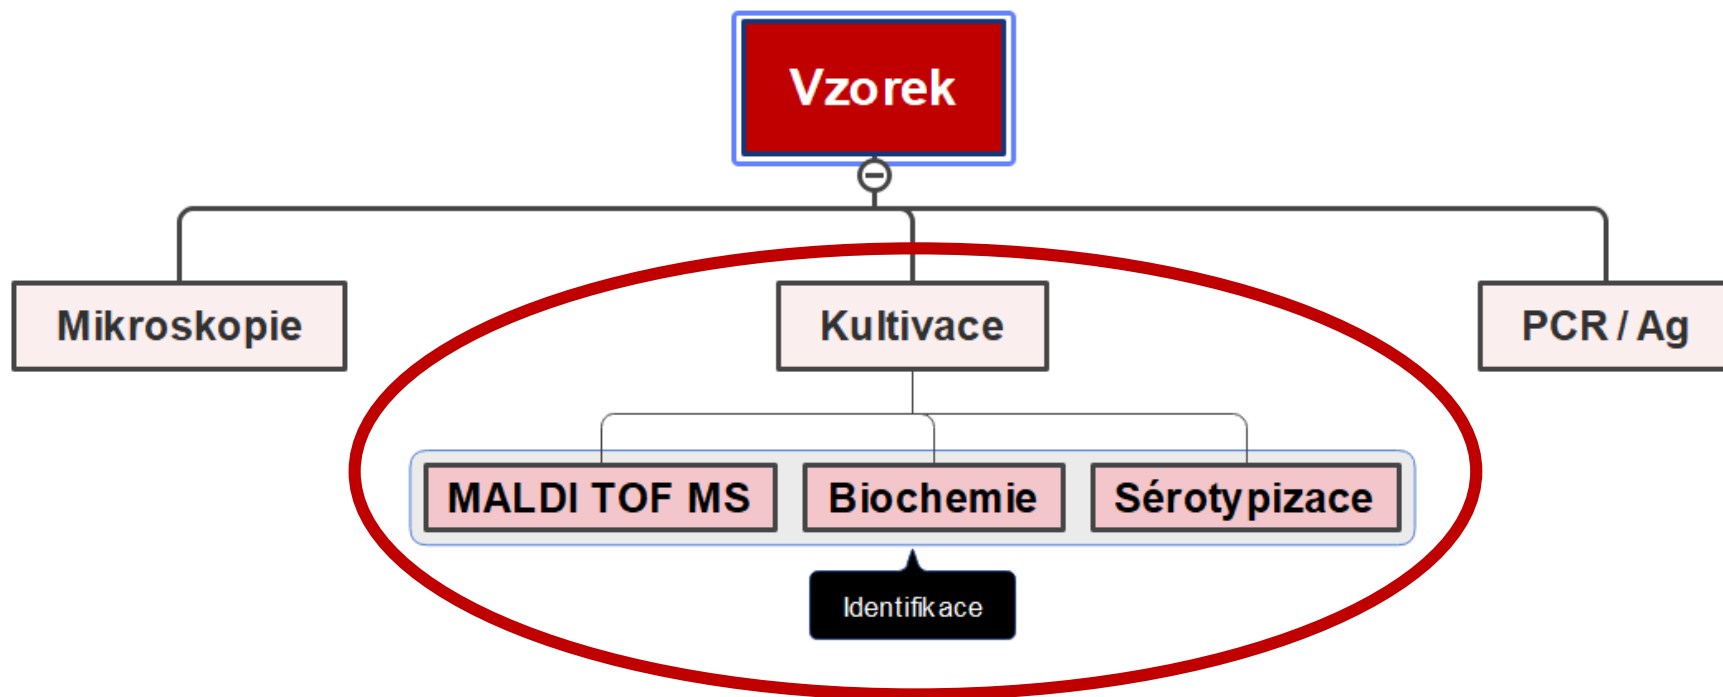 Vzorek
Mikroskopie
Kultivace
PCR / Ag
MALDI TOF MS
Biochemie
Sérotypizace
Identifikace